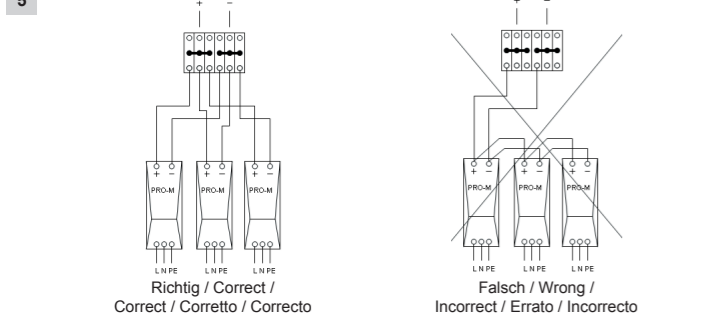 5
+ −
+ − + − + −
PRO-M PRO-M PRO-M
L N PE L N PE L N PE
Richtig / Correct /
Correct / Corretto / Correcto
+ −
+ − + − + −
PRO-M PRO-M PRO-M
L N PE L N PE L N PE
Falsch / Wrong /
Incorrect / Errato / Incorrecto